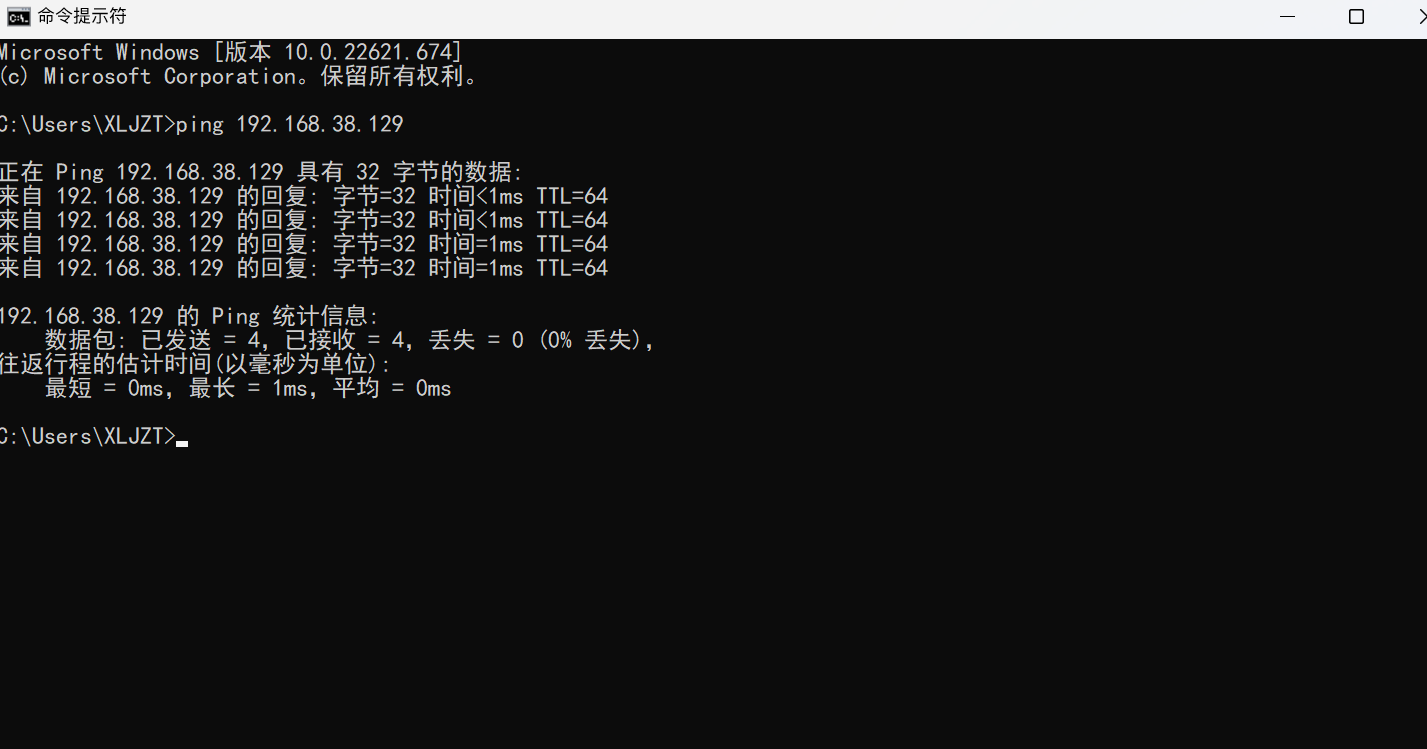 命令提示符
Microsoft Windows [版本 10.0.22621.674]
(c) Microsoft Corporation。保留所有权利。
C:\Users\XLJZT>ping 192.168.38.129
正在 Ping 192.168.38.129 具有 32 字节的数据:
来自 192.168.38.129 的回复: 字节=32 时间<1ms TTL=64
来自 192.168.38.129 的回复: 字节=32 时间<1ms TTL=64
来自 192.168.38.129 的回复: 字节=32 时间=1ms TTL=64
来自 192.168.38.129 的回复: 字节=32 时间=1ms TTL=64
192.168.38.129 的 Ping 统计信息:
    数据包: 已发送 = 4，已接收 = 4，丢失 = 0 (0% 丢失)，
往返行程的估计时间(以毫秒为单位):
    最短 = 0ms，最长 = 1ms，平均 = 0ms
C:\Users\XLJZT>